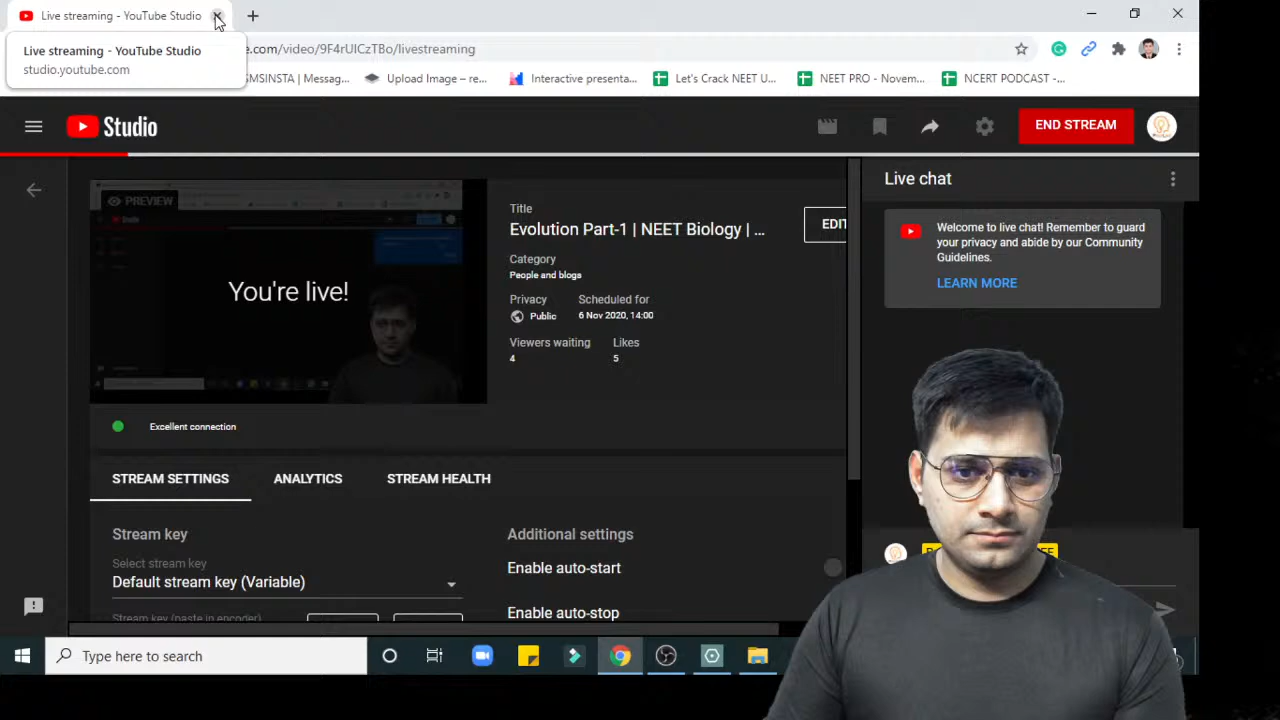 Live streaming - YouTube Studio
Live streaming - YouTube Studio
studio.youtube.com
e.com/video/9F4rUICzTBo/livestreaming
SMSINSTA | Messag...
Upload Image – re...
Interactive presenta...
Let's Crack NEET U...
NEET PRO - Novem...
NCERT PODCAST -...
Studio
END STREAM
PREVIEW
You're live!
Title
Evolution Part-1 | NEET Biology | ...
EDIT
Category
People and blogs
Privacy
Public
Scheduled for
6 Nov 2020, 14:00
Viewers waiting
4
Likes
5
Excellent connection
STREAM SETTINGS
ANALYTICS
STREAM HEALTH
Stream key
Select stream key
Default stream key (Variable)
Stream key (paste in encoder)
Additional settings
Enable auto-start
Enable auto-stop
Live chat
Welcome to live chat! Remember to guard
your privacy and abide by our Community
Guidelines.
LEARN MORE
Type here to search